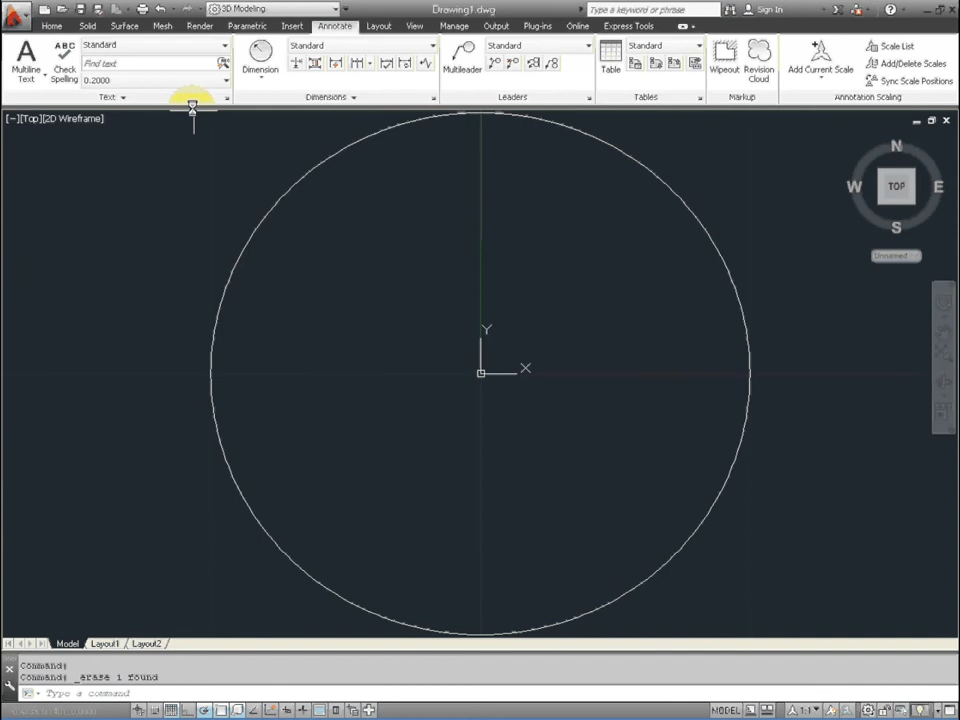 3D Modeling
Drawing1.dwg
Type a keyword or phrase
Sign In
Home Solid Surface Mesh Render Parametric Insert Annotate Layout View Manage Output Plug-ins Online Express Tools
A
Multiline
Text
ABC
Check
Spelling
Standard
Find text
0.2000
Text
Dimension
Standard
Dimensions
Multileader
Standard
Leaders
Table
Standard
Tables
Wipeout
Revision
Cloud
Markup
Add Current Scale
Scale List
Add/Delete Scales
Sync Scale Positions
Annotation Scaling
[−][Top][2D Wireframe]
N
W TOP E
S
Unnamed
Y
X
Model Layout1 Layout2
Command:
Command: _erase 1 found
Type a command
MODEL
1:1